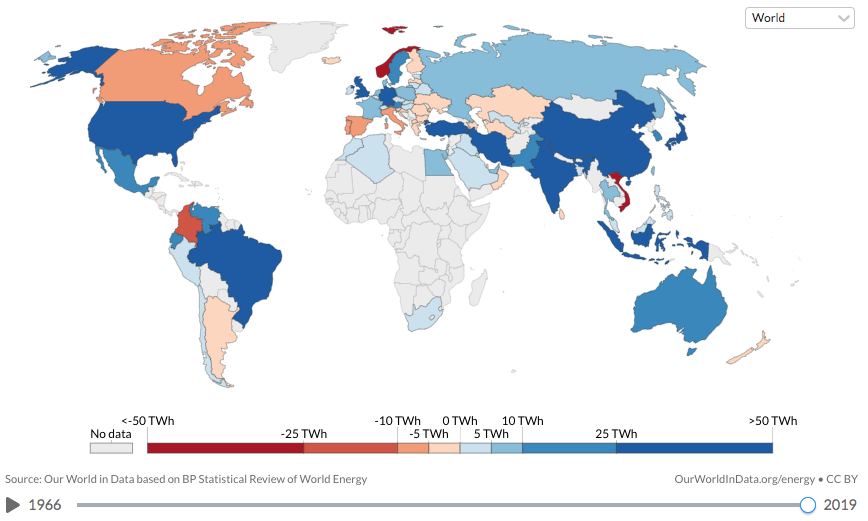 World
<-50 TWh -10 TWh 0 TWh 10 TWh >50 TWh
No data -25 TWh -5 TWh 5 TWh 25 TWh
Source: Our World in Data based on BP Statistical Review of World Energy OurWorldInData.org/energy • CC BY
1966 2019